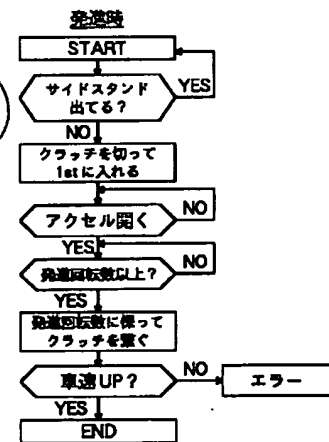 発進時
START
サイドスタンド
出てる？
YES
NO
クラッチを切って
1stに入れる
アクセル開く
NO
YES
発進回転数以上？
NO
YES
発進回転数に保って
クラッチを繋ぐ
車速UP？
NO
エラー
YES
END